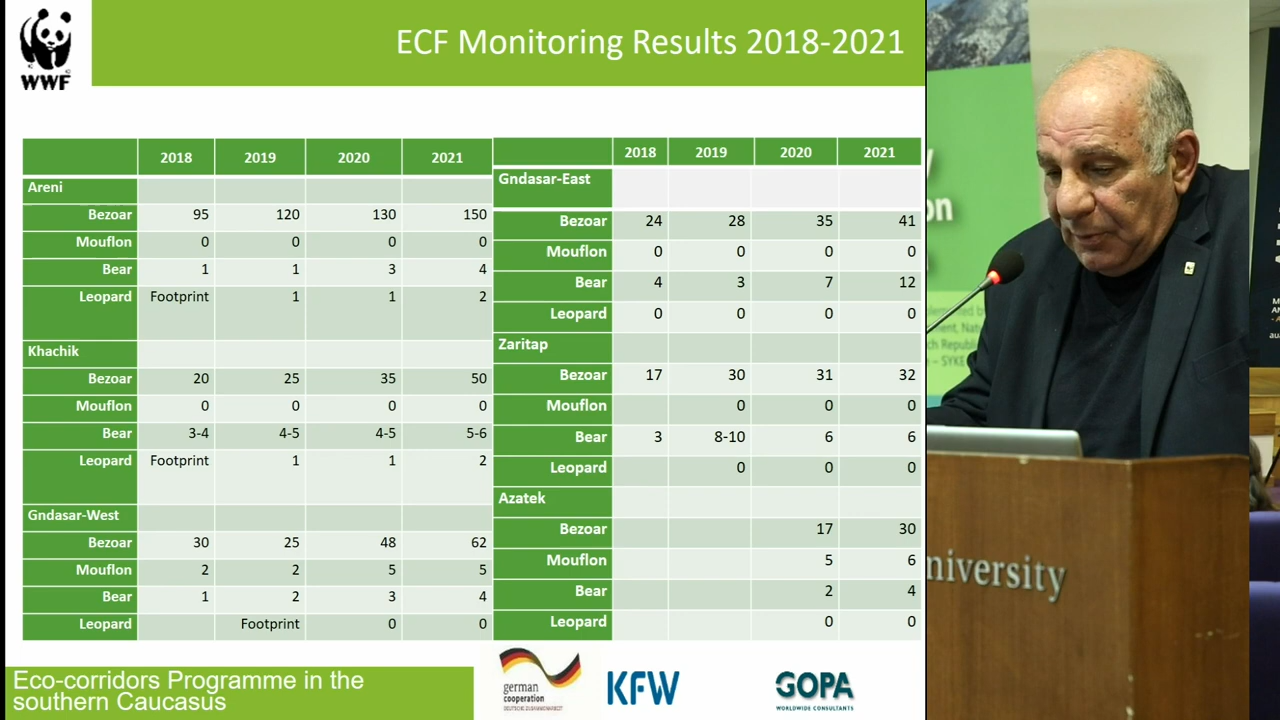 WWF
ECF Monitoring Results 2018-2021
2018 2019 2020 2021
Areni
Bezoar 95 120 130 150
Mouflon 0 0 0 0
Bear 1 1 3 4
Leopard Footprint 1 1 2
Khachik
Bezoar 20 25 35 50
Mouflon 0 0 0 0
Bear 3-4 4-5 4-5 5-6
Leopard Footprint 1 1 2
Gndasar-West
Bezoar 30 25 48 62
Mouflon 2 2 5 5
Bear 1 2 3 4
Leopard Footprint 0 0
2018 2019 2020 2021
Gndasar-East
Bezoar 24 28 35 41
Mouflon 0 0 0 0
Bear 4 3 7 12
Leopard 0 0 0 0
Zaritap
Bezoar 17 30 31 32
Mouflon 0 0 0
Bear 3 8-10 6 6
Leopard 0 0 0
Azatek
Bezoar 17 30
Mouflon 5 6
Bear 2 4
Leopard 0 0
Eco-corridors Programme in the
southern Caucasus
german
cooperation
DEUTSCHE ZUSAMMENARBEIT
KFW
GOPA
WORLDWIDE CONSULTANTS
niversity